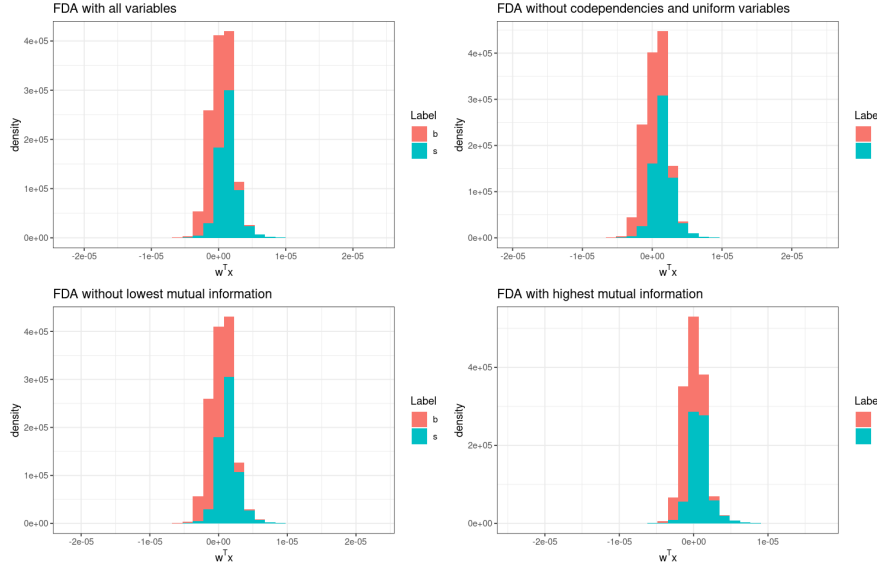 FDA with all variables
4e+05
3e+05
2e+05
1e+05
0e+00
density
-2e-05
-1e-05
0e+00
1e-05
2e-05
wTx
Label
b
s
FDA without codependencies and uniform variables
4e+05
3e+05
2e+05
1e+05
0e+00
density
-2e-05
-1e-05
0e+00
1e-05
2e-05
wTx
Labe
FDA without lowest mutual information
4e+05
3e+05
2e+05
1e+05
0e+00
density
-2e-05
-1e-05
0e+00
1e-05
2e-05
wTx
Label
b
s
FDA with highest mutual information
4e+05
2e+05
0e+00
density
-2e-05
-1e-05
0e+00
1e-05
wTx
Labe